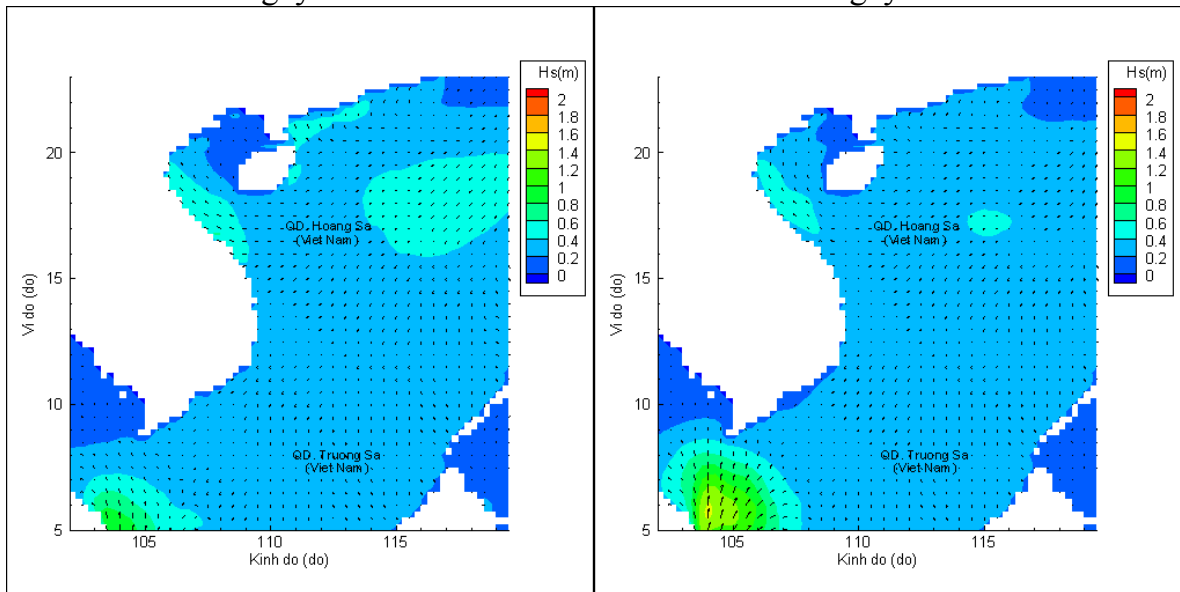 Hs(m)
2
1.8
1.6
1.4
1.2
1
0.8
0.6
0.4
0.2
0
20
15
10
5
Vi do (do)
QD. Hoang Sa
(Viet Nam)
QD. Truong Sa
(Viet Nam)
105
110
115
Kinh do (do)
Hs(m)
2
1.8
1.6
1.4
1.2
1
0.8
0.6
0.4
0.2
0
20
15
10
5
Vi do (do)
QD. Hoang Sa
(Viet Nam)
QD. Truong Sa
(Viet Nam)
105
110
115
Kinh do (do)